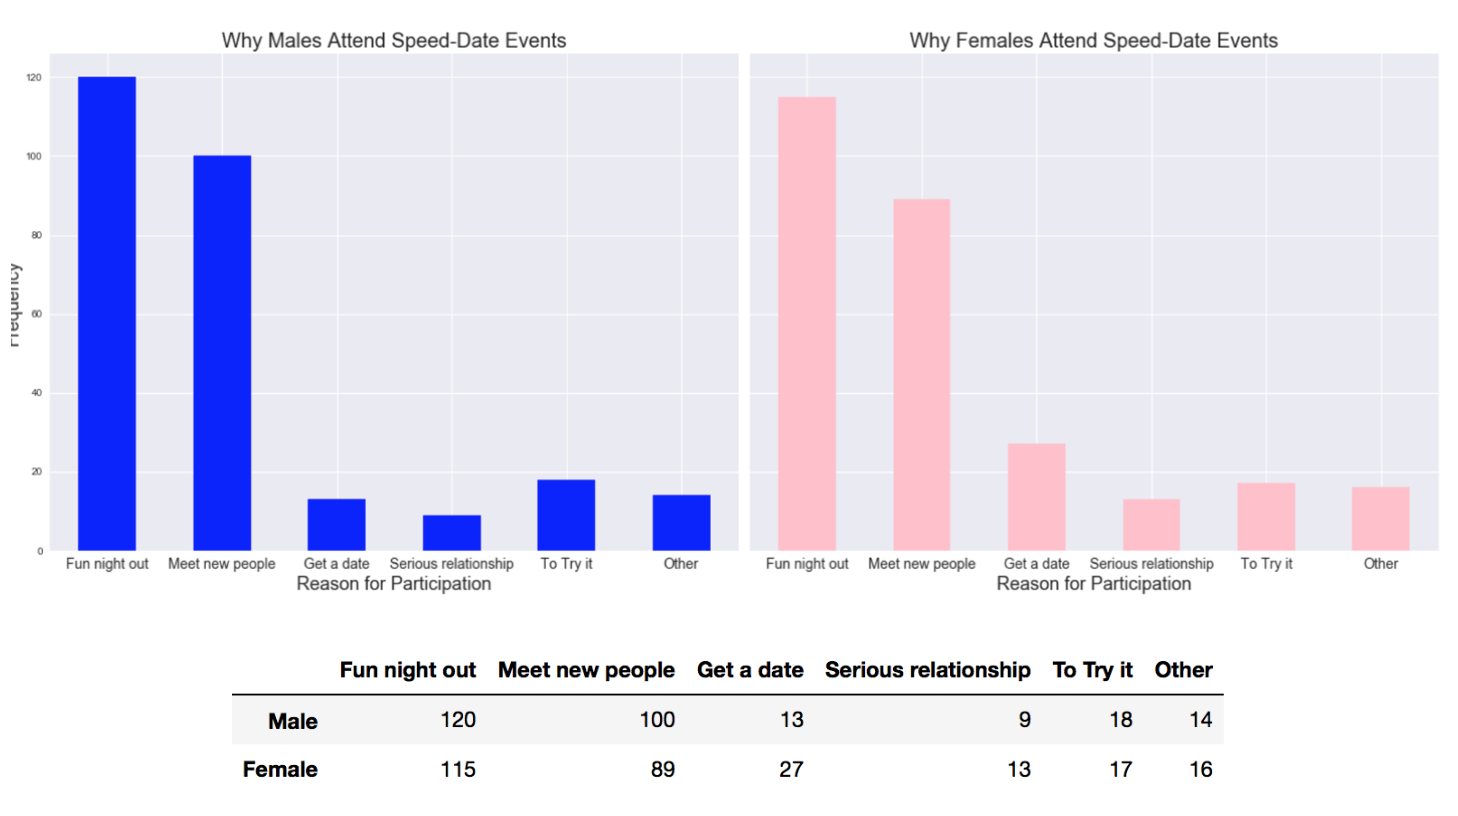 Why Males Attend Speed-Date Events
Why Females Attend Speed-Date Events
120
100
80
60
40
20
0
Frequency
Fun night out Meet new people Get a date Serious relationship To Try it Other
Reason for Participation
Fun night out Meet new people Get a date Serious relationship To Try it Other
Reason for Participation
Fun night out Meet new people Get a date Serious relationship To Try it Other
Male 120 100 13 9 18 14
Female 115 89 27 13 17 16